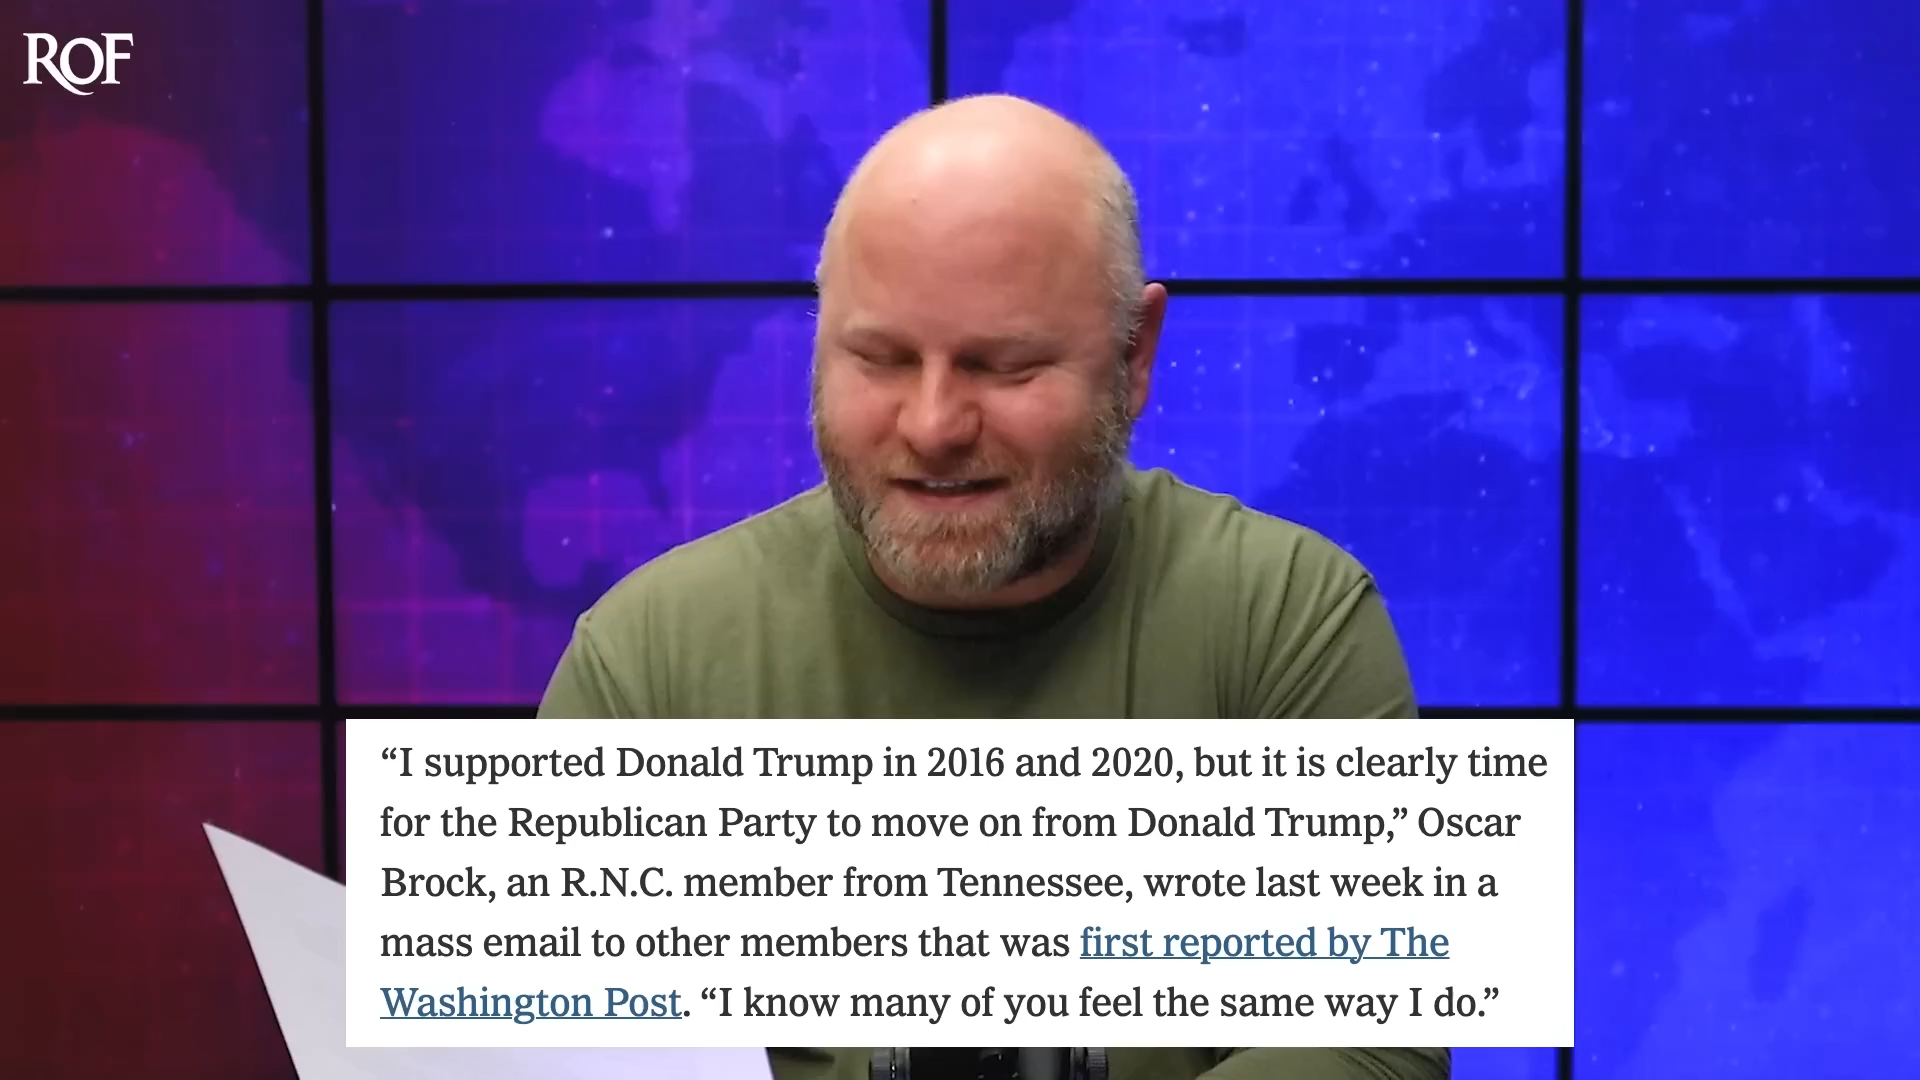 ROF
“I supported Donald Trump in 2016 and 2020, but it is clearly time
for the Republican Party to move on from Donald Trump,” Oscar
Brock, an R.N.C. member from Tennessee, wrote last week in a
mass email to other members that was first reported by The
Washington Post. “I know many of you feel the same way I do.”